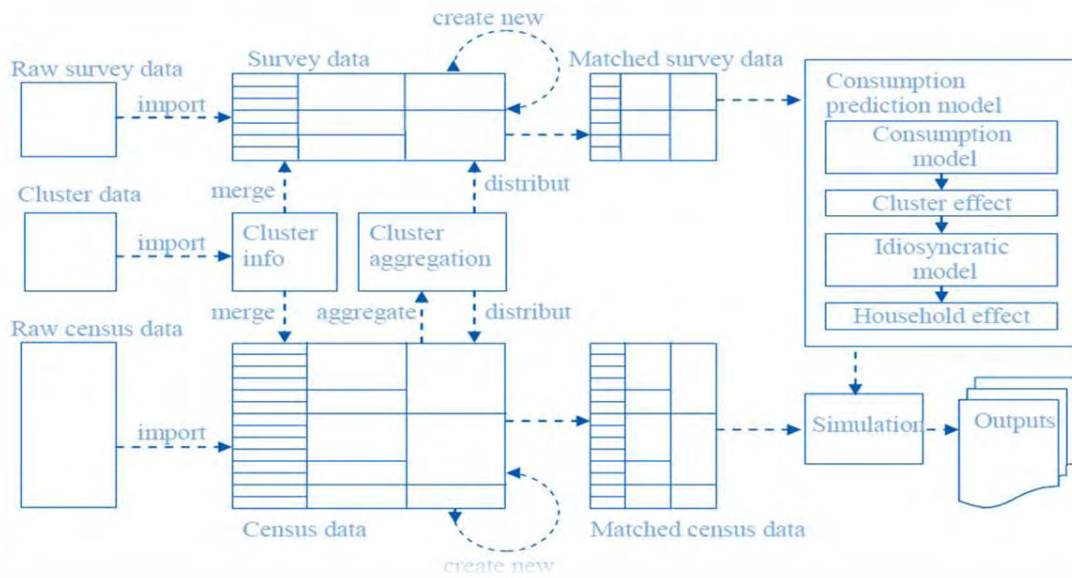 create new
Survey data
Matched survey data
Raw survey data
import
Consumption
prediction model
Consumption
model
Cluster effect
Idiosyncratic
model
Household effect
merge
distribut
Cluster data
import
Cluster
info
Cluster
aggregation
merge
aggregate
distribut
Raw census data
import
Simulation
Outputs
Census data
Matched census data
create new